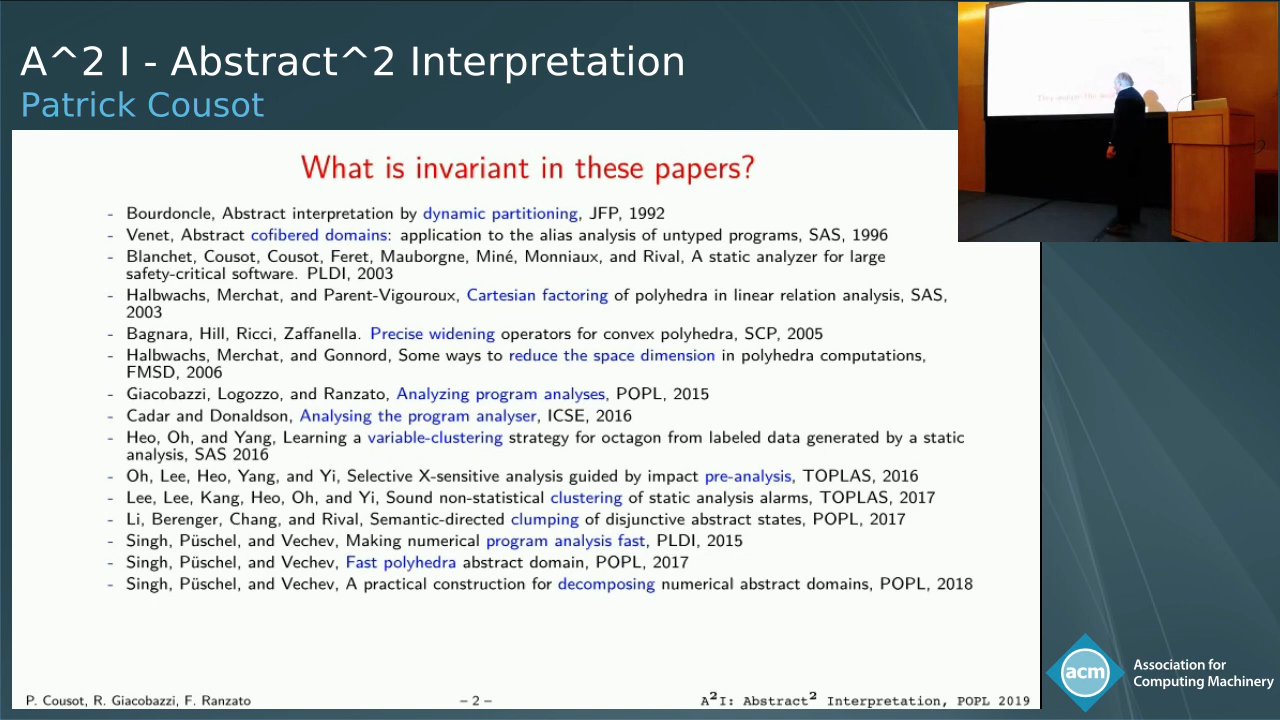 A^2 I - Abstract^2 Interpretation
Patrick Cousot
What is invariant in these papers?
- Bourdoncle, Abstract interpretation by dynamic partitioning, JFP, 1992
- Venet, Abstract cofibered domains: application to the alias analysis of untyped programs, SAS, 1996
- Blanchet, Cousot, Cousot, Feret, Mauborgne, Miné, Monniaux, and Rival, A static analyzer for large
safety-critical software. PLDI, 2003
- Halbwachs, Merchat, and Parent-Vigouroux, Cartesian factoring of polyhedra in linear relation analysis, SAS,
2003
- Bagnara, Hill, Ricci, Zaffanella. Precise widening operators for convex polyhedra, SCP, 2005
- Halbwachs, Merchat, and Gonnord, Some ways to reduce the space dimension in polyhedra computations,
FMSD, 2006
- Giacobazzi, Logozzo, and Ranzato, Analyzing program analyses, POPL, 2015
- Cadar and Donaldson, Analysing the program analyser, ICSE, 2016
- Heo, Oh, and Yang, Learning a variable-clustering strategy for octagon from labeled data generated by a static
analysis, SAS 2016
- Oh, Lee, Heo, Yang, and Yi, Selective X-sensitive analysis guided by impact pre-analysis, TOPLAS, 2016
- Lee, Lee, Kang, Heo, Oh, and Yi, Sound non-statistical clustering of static analysis alarms, TOPLAS, 2017
- Li, Berenger, Chang, and Rival, Semantic-directed clumping of disjunctive abstract states, POPL, 2017
- Singh, Püschel, and Vechev, Making numerical program analysis fast, PLDI, 2015
- Singh, Püschel, and Vechev, Fast polyhedra abstract domain, POPL, 2017
- Singh, Püschel, and Vechev, A practical construction for decomposing numerical abstract domains, POPL, 2018
P. Cousot, R. Giacobazzi, F. Ranzato
– 2 –
A²I: Abstract² Interpretation, POPL 2019
acm
Association for
Computing Machinery